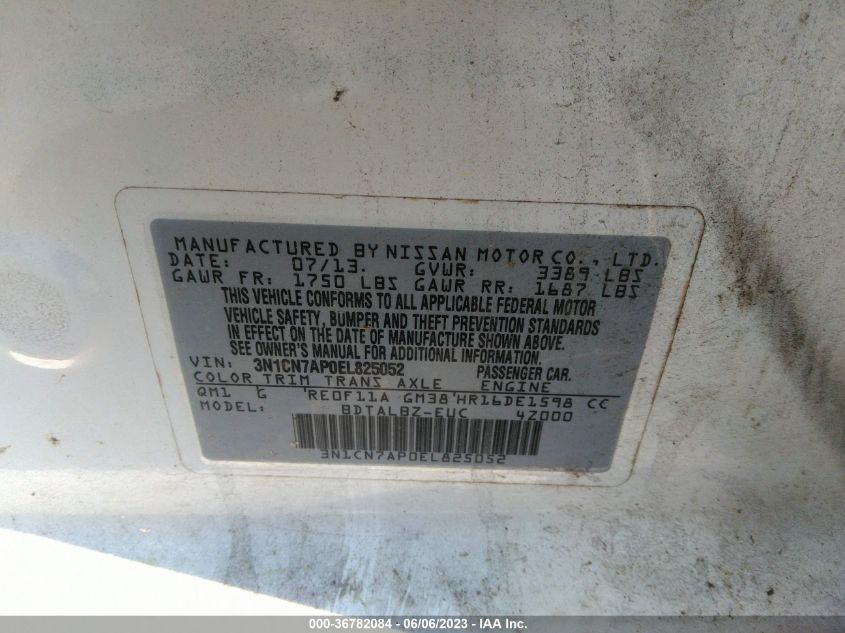 MANUFACTURED BY NISSAN MOTOR CO., LTD.
DATE: 07/13. GVWR: 3389 LBS
GAWR FR: 1750 LBS GAWR RR: 1687 LBS
THIS VEHICLE CONFORMS TO ALL APPLICABLE FEDERAL MOTOR
VEHICLE SAFETY, BUMPER AND THEFT PREVENTION STANDARDS
IN EFFECT ON THE DATE OF MANUFACTURE SHOWN ABOVE.
SEE OWNER'S MANUAL FOR ADDITIONAL INFORMATION.
VIN: 3N1CN7AP0EL825052 PASSENGER CAR.
COLOR TRIM TRANS AXLE ENGINE
QM1 G RE0F11A GM38 HR16DE1598 CC
MODEL: BDTALBZ-EUC 4Z000
3N1CN7AP0EL825052
000-36782084 - 06/06/2023 - IAA Inc.